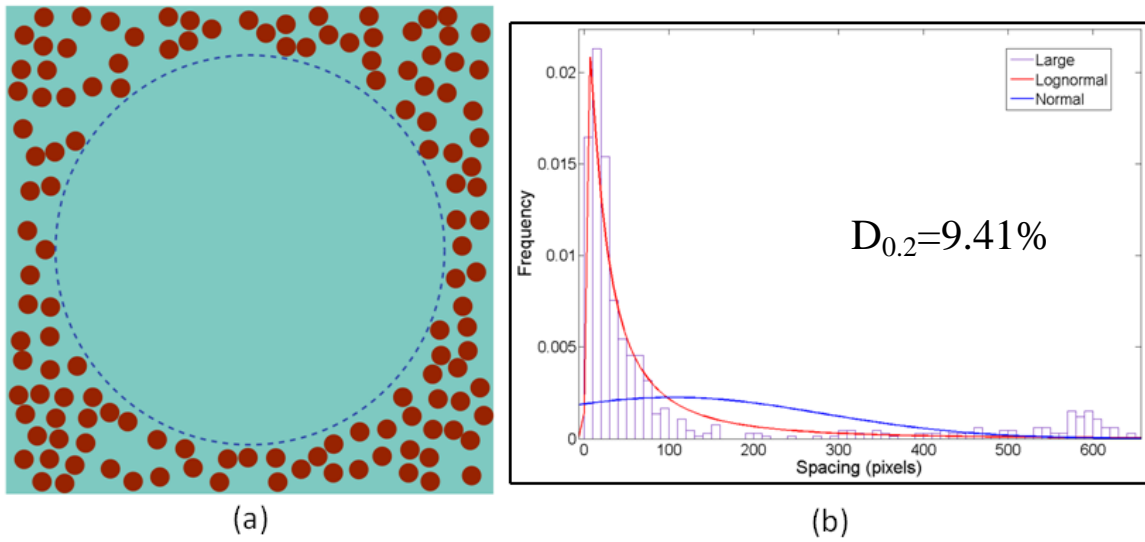 Large
Lognormal
Normal
0.02
0.015
0.01
0.005
0
Frequency
D0.2=9.41%
0 100 200 300 400 500 600
Spacing (pixels)
(a)
(b)